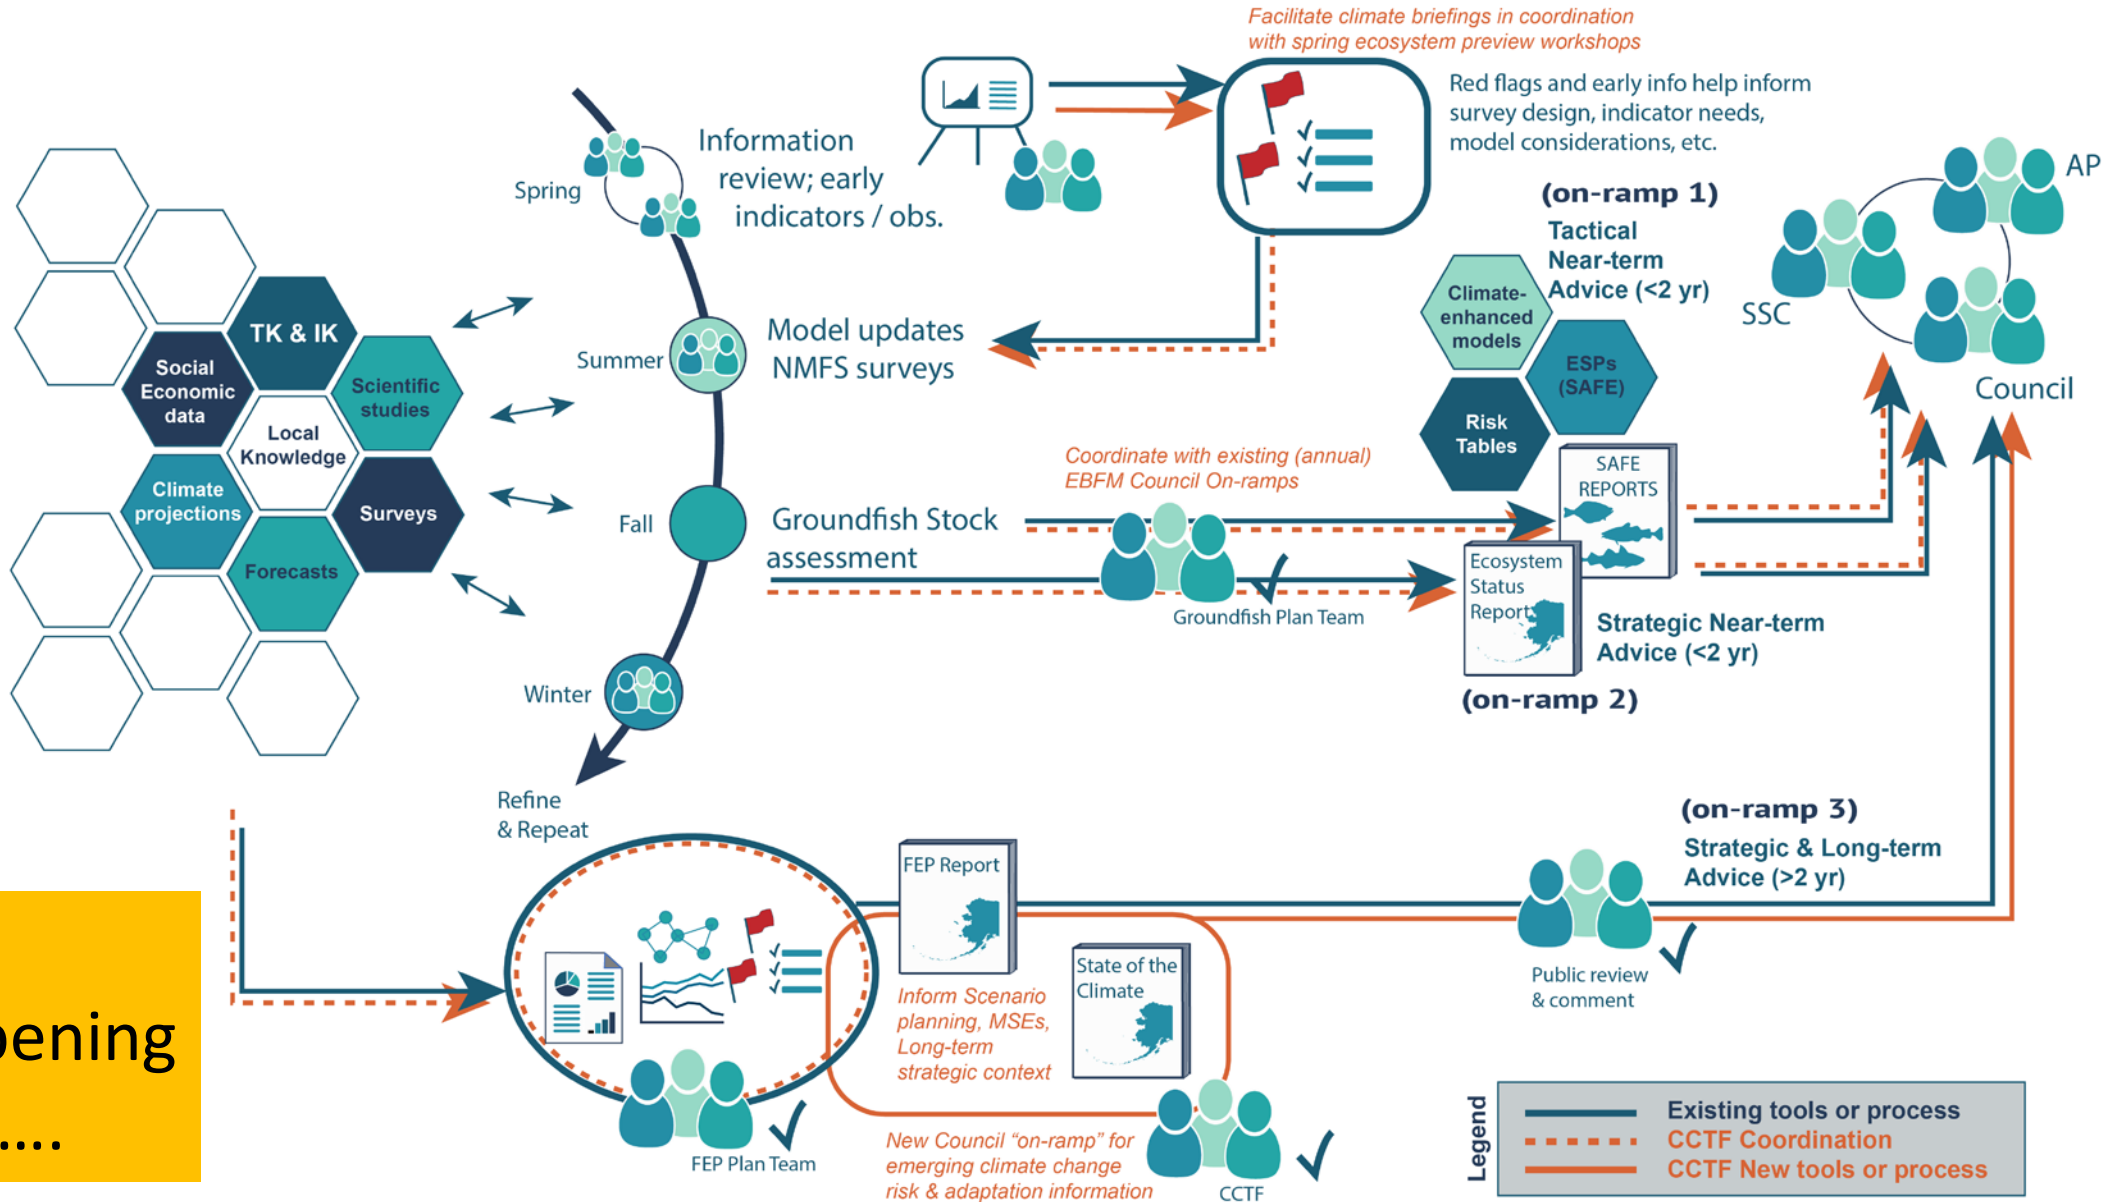 Facilitate climate briefings in coordination
with spring ecosystem preview workshops
Red flags and early info help inform
survey design, indicator needs,
model considerations, etc.
Information
review; early
indicators / obs.
Spring
(on-ramp 1)
Tactical
Near-term
Advice (<2 yr)
AP
SSC
Council
TK & IK
Social
Economic
data
Scientific
studies
Local
Knowledge
Climate
projections
Surveys
Forecasts
Summer
Model updates
NMFS surveys
Climate-
enhanced
models
ESPs
(SAFE)
Risk
Tables
Coordinate with existing (annual)
EBFM Council On-ramps
SAFE
REPORTS
Fall
Groundfish Stock
assessment
Groundfish Plan Team
Ecosystem
Status
Report
Strategic Near-term
Advice (<2 yr)
(on-ramp 2)
Winter
Refine
& Repeat
(on-ramp 3)
Strategic & Long-term
Advice (>2 yr)
FEP Report
State of the
Climate
Inform Scenario
planning, MSEs,
Long-term
strategic context
Public review
& comment
pening
....
FEP Plan Team
New Council “on-ramp” for
emerging climate change
risk & adaptation information
CCTF
Legend
Existing tools or process
CCTF Coordination
CCTF New tools or process